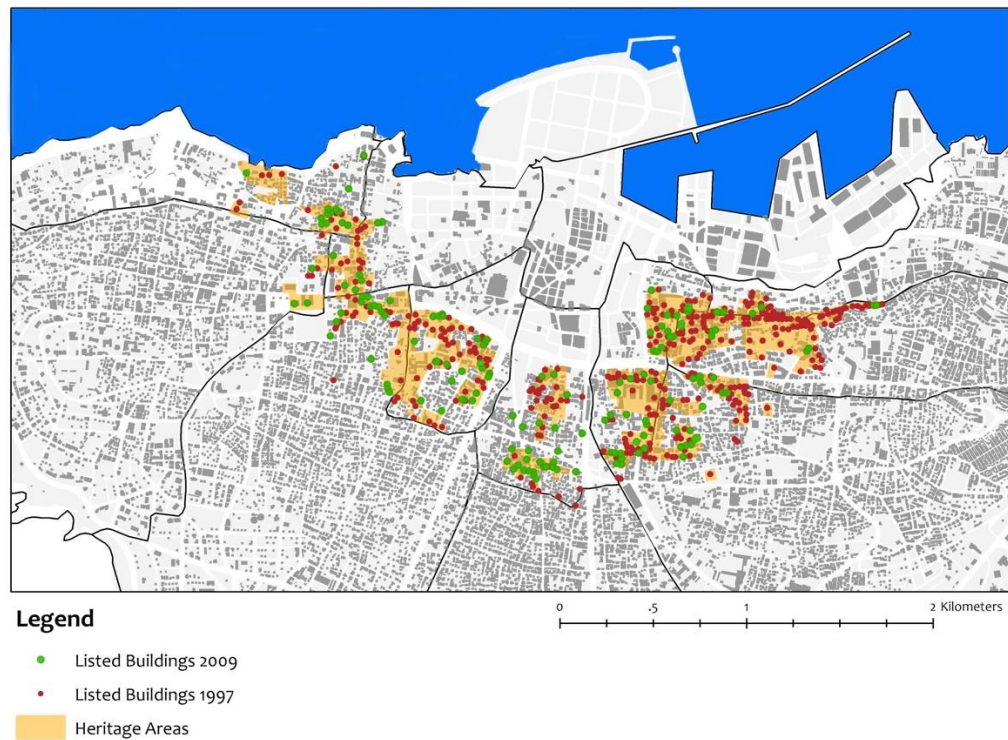 Legend
0 .5 1 2 Kilometers
Listed Buildings 2009
Listed Buildings 1997
Heritage Areas